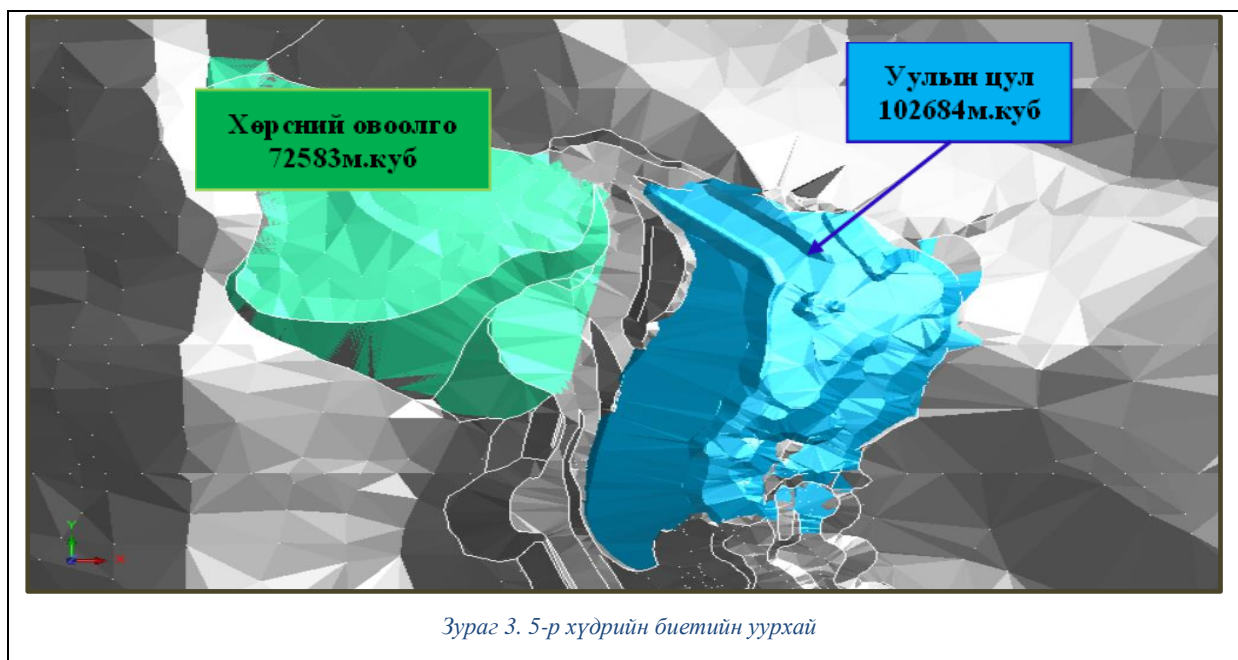 Хөрсний овоолго
72583м.куб
Уулын цул
102684м.куб
Y
X
Зураг 3. 5-р хүдрийн биетийн уурхай